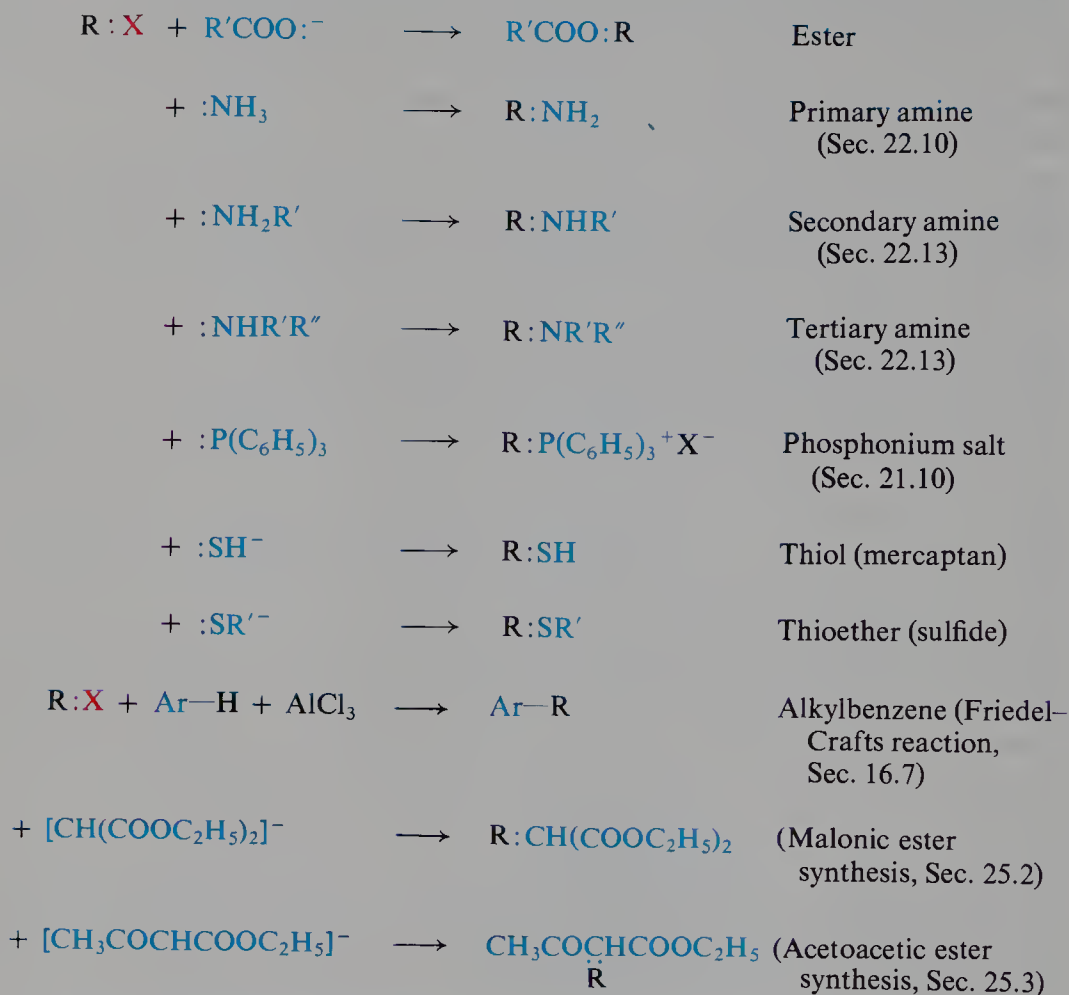 R:X + R′COO:⁻ ⟶ R′COO:R Ester
+ :NH₃ ⟶ R:NH₂ Primary amine
(Sec. 22.10)
+ :NH₂R′ ⟶ R:NHR′ Secondary amine
(Sec. 22.13)
+ :NHR′R″ ⟶ R:NR′R″ Tertiary amine
(Sec. 22.13)
+ :P(C₆H₅)₃ ⟶ R:P(C₆H₅)₃⁺X⁻ Phosphonium salt
(Sec. 21.10)
+ :SH⁻ ⟶ R:SH Thiol (mercaptan)
+ :SR′⁻ ⟶ R:SR′ Thioether (sulfide)
R:X + Ar—H + AlCl₃ ⟶ Ar—R Alkylbenzene (Friedel–
Crafts reaction,
Sec. 16.7)
+ [CH(COOC₂H₅)₂]⁻ ⟶ R:CH(COOC₂H₅)₂ (Malonic ester
synthesis, Sec. 25.2)
+ [CH₃COCHCOOC₂H₅]⁻ ⟶ CH₃COCHCOOC₂H₅ (Acetoacetic ester
R̈ synthesis, Sec. 25.3)